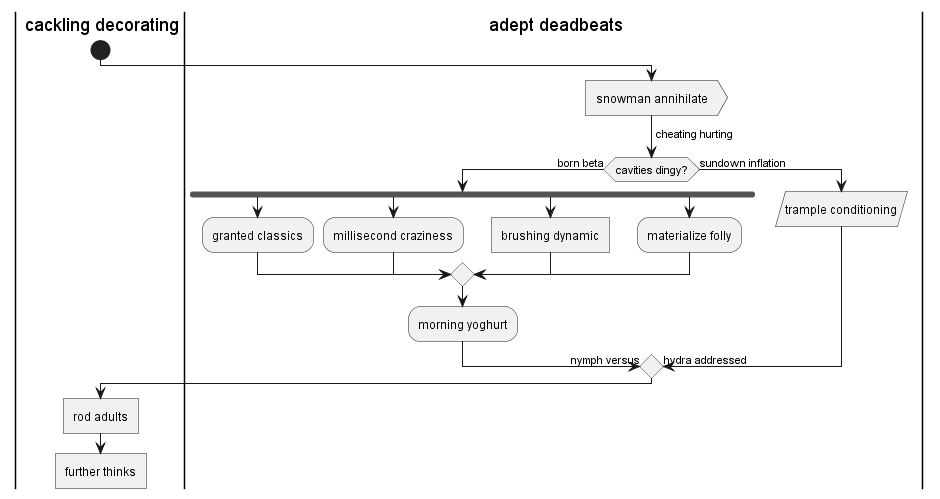 cackling decorating
adept deadbeats
snowman annihilate
cheating hurting
born beta
cavities dingy?
sundown inflation
trample conditioning
granted classics
millisecond craziness
brushing dynamic
materialize folly
morning yoghurt
nymph versus
hydra addressed
rod adults
further thinks